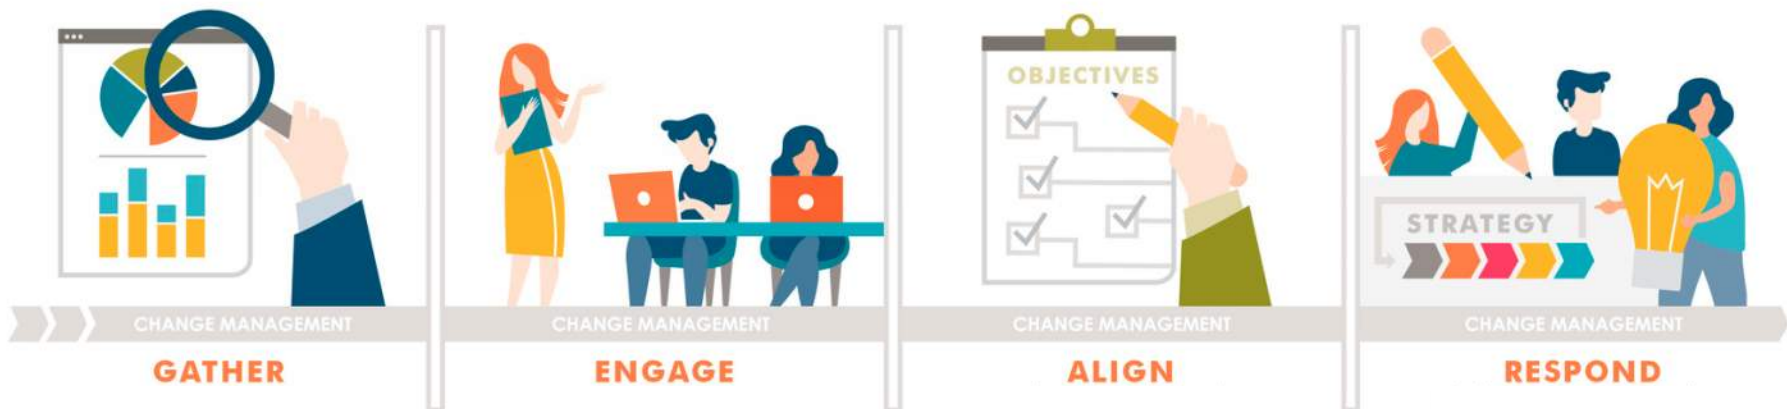 OBJECTIVES
STRATEGY
CHANGE MANAGEMENT
CHANGE MANAGEMENT
CHANGE MANAGEMENT
CHANGE MANAGEMENT
GATHER
ENGAGE
ALIGN
RESPOND